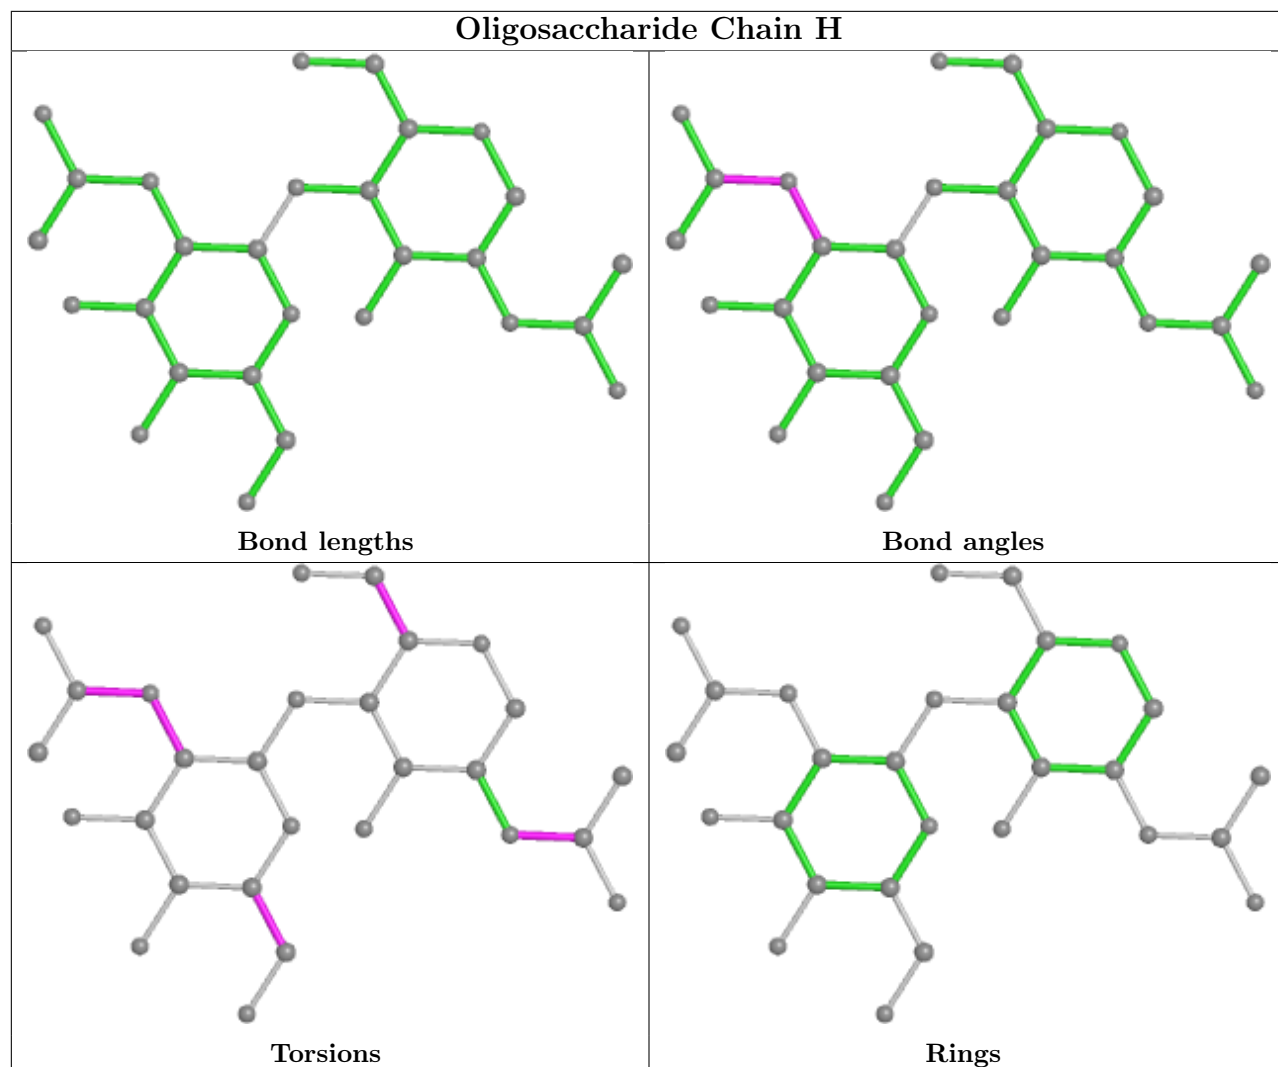 Oligosaccharide Chain H
Bond lengths
Bond angles
Torsions
Rings